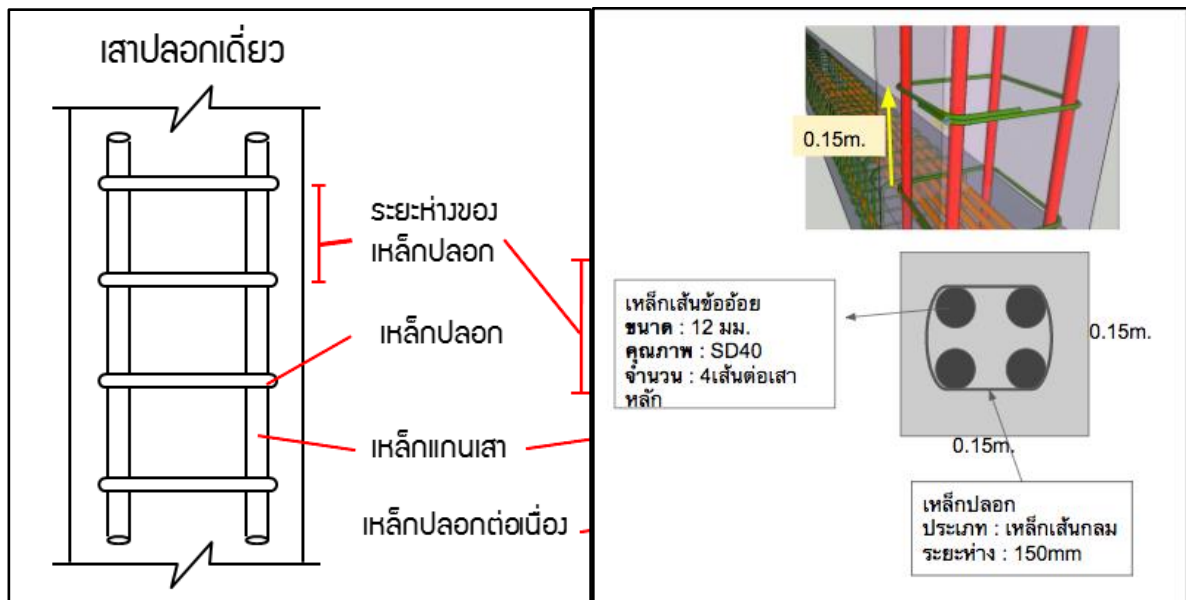 เสาปลอกเดี่ยว
ระยะห่างของ
เหล็กปลอก
เหล็กปลอก
เหล็กแกนเสา
เหล็กปลอกต่อเนื่อง
0.15m.
เหล็กเส้นข้ออ้อย
ขนาด : 12 มม.
คุณภาพ : SD40
จำนวน : 4เส้นต่อเสา
หลัก
0.15m.
0.15m.
เหล็กปลอก
ประเภท : เหล็กเส้นกลม
ระยะห่าง : 150mm